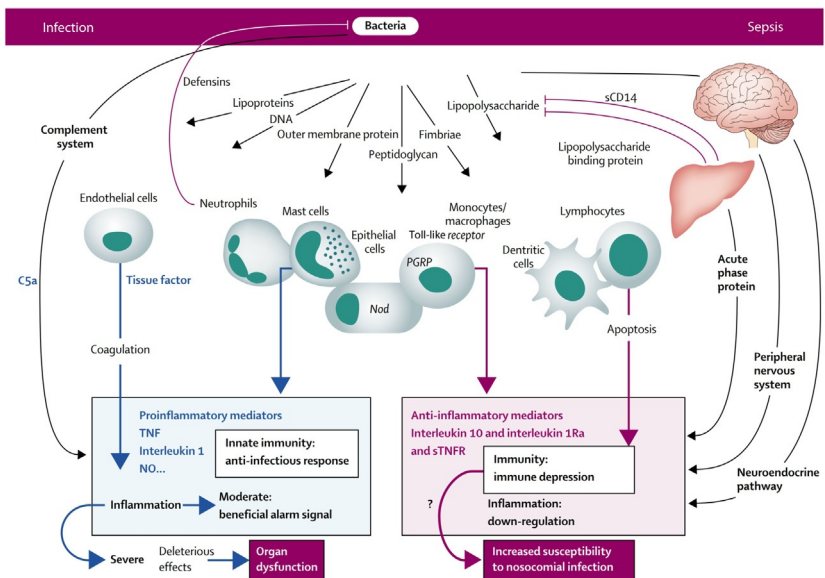 Infection
Bacteria
Sepsis
Defensins
Lipoproteins
DNA
Outer membrane protein
Peptidoglycan
Fimbriae
Lipopolysaccharide
sCD14
Lipopolysaccharide
binding protein
Complement
system
Endothelial cells
Neutrophils
Mast cells
Epithelial
cells
Monocytes/
macrophages
Toll-like receptor
PGRP
Nod
Lymphocytes
Dentritic
cells
C5a
Tissue factor
Coagulation
Apoptosis
Acute
phase
protein
Peripheral
nervous
system
Neuroendocrine
pathway
Proinflammatory mediators
TNF
Interleukin 1
NO...
Innate immunity:
anti-infectious response
Inflammation
Moderate:
beneficial alarm signal
Severe
Deleterious
effects
Organ
dysfunction
Anti-inflammatory mediators
Interleukin 10 and interleukin 1Ra
and sTNFR
Immunity:
immune depression
?
Inflammation:
down-regulation
Increased susceptibility
to nosocomial infection